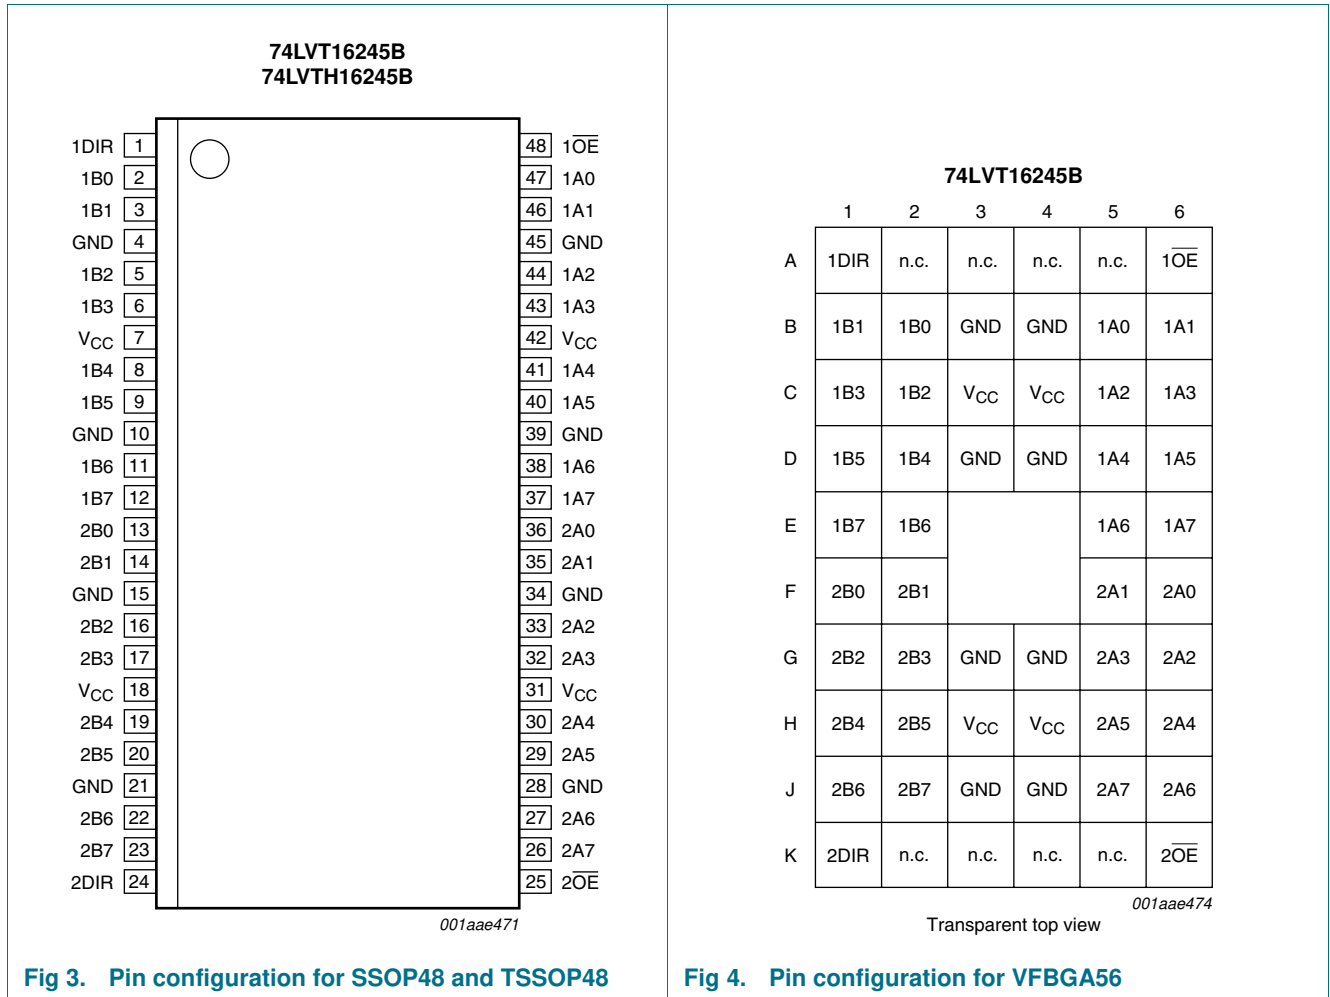 74LVT16245B
74LVTH16245B
1DIR 1 48 1O̅E̅
1B0 2 47 1A0
1B1 3 46 1A1
GND 4 45 GND
1B2 5 44 1A2
1B3 6 43 1A3
VCC 7 42 VCC
1B4 8 41 1A4
1B5 9 40 1A5
GND 10 39 GND
1B6 11 38 1A6
1B7 12 37 1A7
2B0 13 36 2A0
2B1 14 35 2A1
GND 15 34 GND
2B2 16 33 2A2
2B3 17 32 2A3
VCC 18 31 VCC
2B4 19 30 2A4
2B5 20 29 2A5
GND 21 28 GND
2B6 22 27 2A6
2B7 23 26 2A7
2DIR 24 25 2O̅E̅
001aae471
Fig 3. Pin configuration for SSOP48 and TSSOP48
74LVT16245B
1 2 3 4 5 6
A 1DIR n.c. n.c. n.c. n.c. 1O̅E̅
B 1B1 1B0 GND GND 1A0 1A1
C 1B3 1B2 VCC VCC 1A2 1A3
D 1B5 1B4 GND GND 1A4 1A5
E 1B7 1B6 1A6 1A7
F 2B0 2B1 2A1 2A0
G 2B2 2B3 GND GND 2A3 2A2
H 2B4 2B5 VCC VCC 2A5 2A4
J 2B6 2B7 GND GND 2A7 2A6
K 2DIR n.c. n.c. n.c. n.c. 2O̅E̅
001aae474
Transparent top view
Fig 4. Pin configuration for VFBGA56